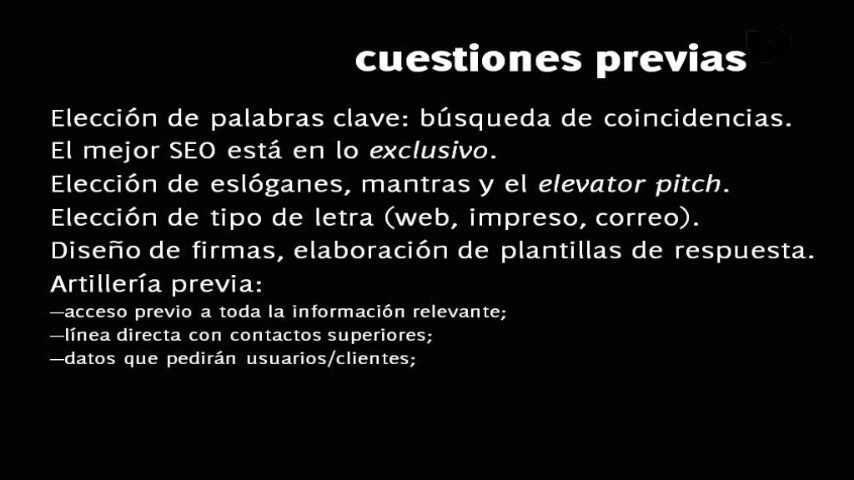 cuestiones previas
Elección de palabras clave: búsqueda de coincidencias.
El mejor SEO está en lo exclusivo.
Elección de eslóganes, mantras y el elevator pitch.
Elección de tipo de letra (web, impreso, correo).
Diseño de firmas, elaboración de plantillas de respuesta.
Artillería previa:
—acceso previo a toda la información relevante;
—línea directa con contactos superiores;
—datos que pedirán usuarios/clientes;